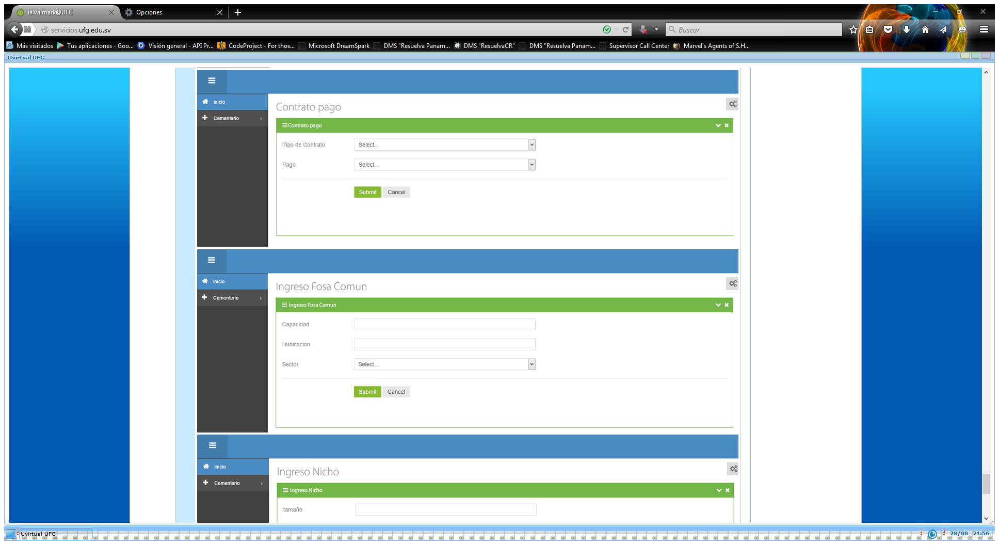 ia.wilmark@UFG
Opciones
servicios.ufg.edu.sv
Buscar
Más visitados Tus aplicaciones - Goo... Visión general - API Pr... CodeProject - For thos... Microsoft DreamSpark DMS "Resuelva Panam... DMS "ResuelvaCR" DMS "Resuelva Panam... Supervisor Call Center Marvel's Agents of S.H...
Uvirtual UFG
Inicio
Cementerio
Contrato pago
Contrato pago
Tipo de Contrato Select...
Pago Select...
Submit Cancel
Inicio
Cementerio
Ingreso Fosa Comun
Ingreso Fosa Comun
Capacidad
Hubicacion
Sector Select...
Submit Cancel
Inicio
Cementerio
Ingreso Nicho
Ingreso Nicho
tamaño
Uvirtual UFG
28/08 21:56